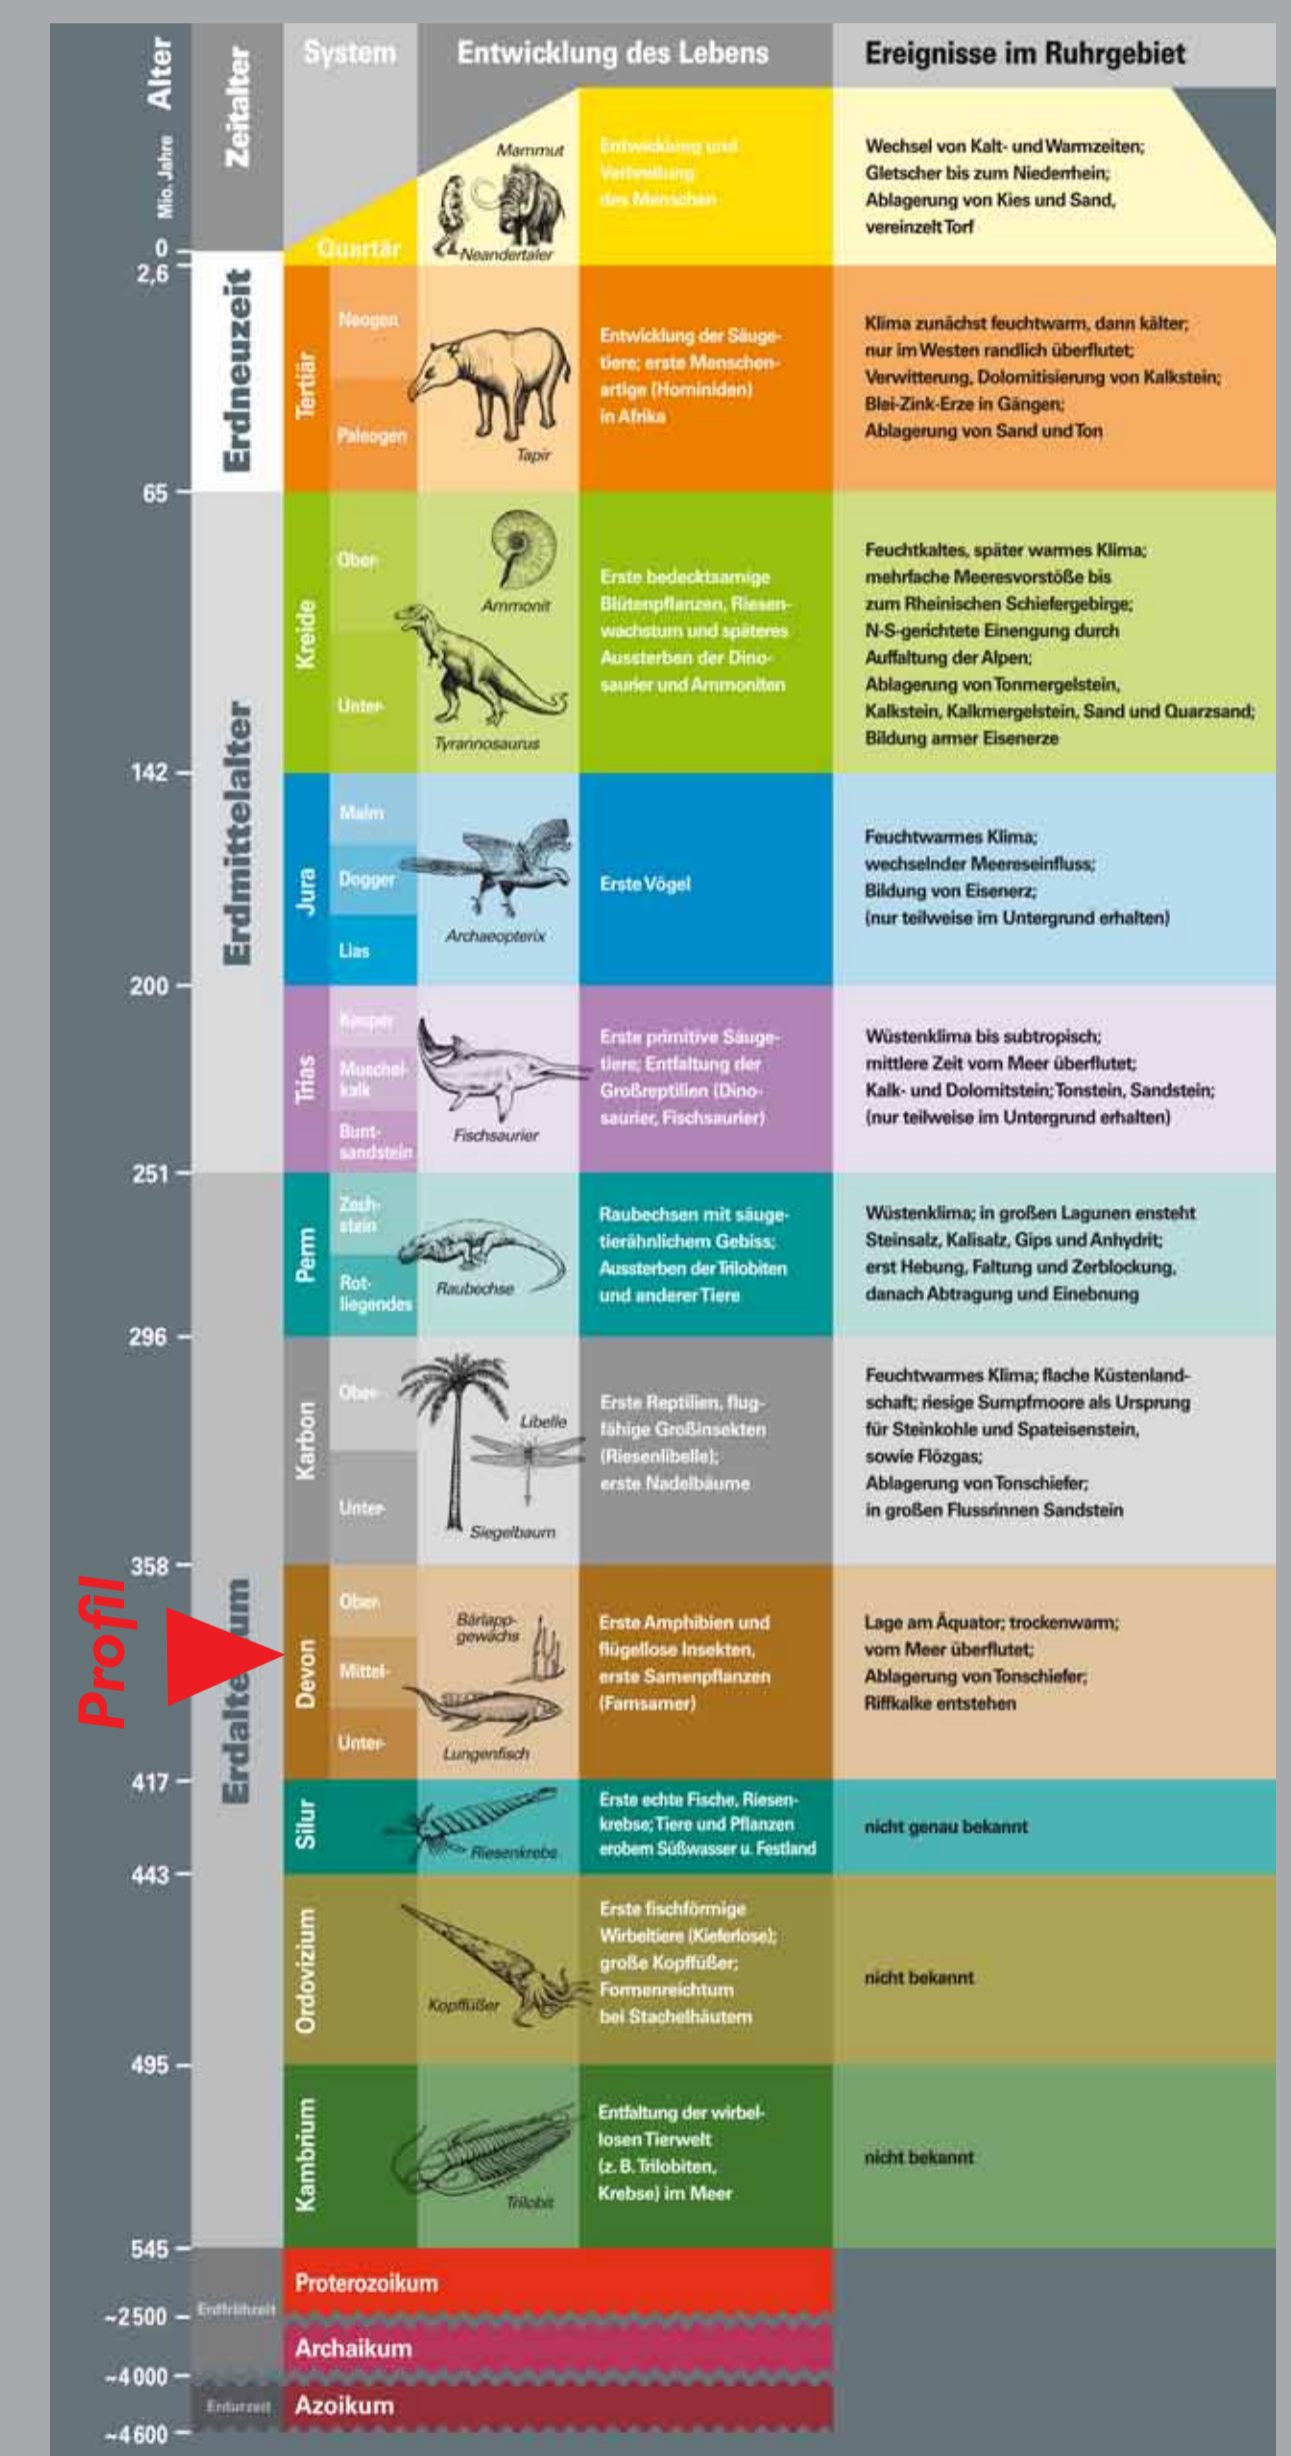 Alter
Mio. Jahre
Zeitalter
System
Entwicklung des Lebens
Ereignisse im Ruhrgebiet
0
Quartär
Mammut
Neandertaler
Entwicklung und
Verbreitung
des Menschen
Wechsel von Kalt- und Warmzeiten;
Gletscher bis zum Niederrhein;
Ablagerung von Kies und Sand,
vereinzelt Torf
2,6
Erdneuzeit
Tertiär
Neogen
Paleogen
Tapir
Entwicklung der Säuge-
tiere; erste Menschen-
artige (Hominiden)
in Afrika
Klima zunächst feuchtwarm, dann kälter;
nur im Westen randlich überflutet;
Verwitterung, Dolomitisierung von Kalkstein;
Blei-Zink-Erze in Gängen;
Ablagerung von Sand und Ton
65
Erdmittelalter
Kreide
Ober-
Unter-
Ammonit
Tyrannosaurus
Erste bedecktsamige
Blütenpflanzen, Riesen-
wachstum und späteres
Aussterben der Dino-
saurier und Ammoniten
Feuchtkaltes, später warmes Klima;
mehrfache Meeresvorstöße bis
zum Rheinischen Schiefergebirge;
N-S-gerichtete Einengung durch
Auffaltung der Alpen;
Ablagerung von Tonmergelstein,
Kalkstein, Kalkmergelstein, Sand und Quarzsand;
Bildung armer Eisenerze
142
Jura
Malm
Dogger
Lias
Archaeopterix
Erste Vögel
Feuchtwarmes Klima;
wechselnder Meereseinfluss;
Bildung von Eisenerz;
(nur teilweise im Untergrund erhalten)
200
Trias
Keuper
Muschel-
kalk
Bunt-
sandstein
Fischsaurier
Erste primitive Säuge-
tiere; Entfaltung der
Großreptilien (Dino-
saurier, Fischsaurier)
Wüstenklima bis subtropisch;
mittlere Zeit vom Meer überflutet;
Kalk- und Dolomitstein; Tonstein, Sandstein;
(nur teilweise im Untergrund erhalten)
251
Perm
Zech-
stein
Rot-
liegendes
Raubechse
Raubechsen mit säuge-
tierähnlichem Gebiss;
Aussterben der Trilobiten
und anderer Tiere
Wüstenklima; in großen Lagunen ensteht
Steinsalz, Kalisalz, Gips und Anhydrit;
erst Hebung, Faltung und Zerblockung,
danach Abtragung und Einebnung
296
Karbon
Ober-
Unter-
Libelle
Siegelbaum
Erste Reptilien, flug-
fähige Großinsekten
(Riesenlibelle);
erste Nadelbäume
Feuchtwarmes Klima; flache Küstenland-
schaft; riesige Sumpfmoore als Ursprung
für Steinkohle und Spateisenstein,
sowie Flözgas;
Ablagerung von Tonschiefer;
in großen Flussrinnen Sandstein
358
Profil
Devon
Ober-
Mittel-
Unter-
Bärlapp-
gewächs
Lungenfisch
Erste Amphibien und
flügellose Insekten,
erste Samenpflanzen
(Farnsamer)
Lage am Äquator; trockenwarm;
vom Meer überflutet;
Ablagerung von Tonschiefer;
Riffkalke entstehen
417
Silur
Riesenkrebs
Erste echte Fische, Riesen-
krebse; Tiere und Pflanzen
erobern Süßwasser u. Festland
nicht genau bekannt
443
Ordovizium
Kopffüßer
Erste fischförmige
Wirbeltiere (Kieferlose);
große Kopffüßer;
Formenreichtum
bei Stachelhäutern
nicht bekannt
495
Kambrium
Trilobit
Entfaltung der wirbel-
losen Tierwelt
(z. B. Trilobiten,
Krebse) im Meer
nicht bekannt
545
Proterozoikum
Erdfrühzeit
~2500
Archaikum
~4000
Erdurzeit
Azoikum
~4600